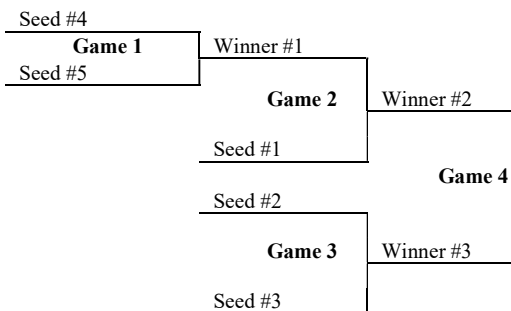 Seed #4
Game 1
Winner #1
Seed #5
Game 2
Winner #2
Seed #1
Game 4
Seed #2
Game 3
Winner #3
Seed #3